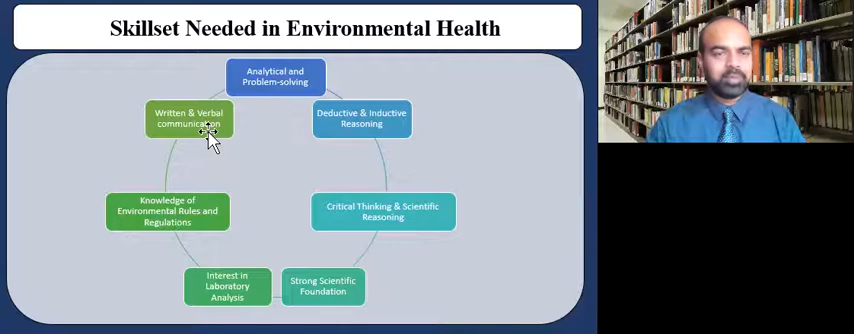 Skillset Needed in Environmental Health
Analytical and
Problem-solving
Deductive & Inductive
Reasoning
Critical Thinking & Scientific
Reasoning
Strong Scientific
Foundation
Interest in
Laboratory
Analysis
Knowledge of
Environmental Rules and
Regulations
Written & Verbal
communication